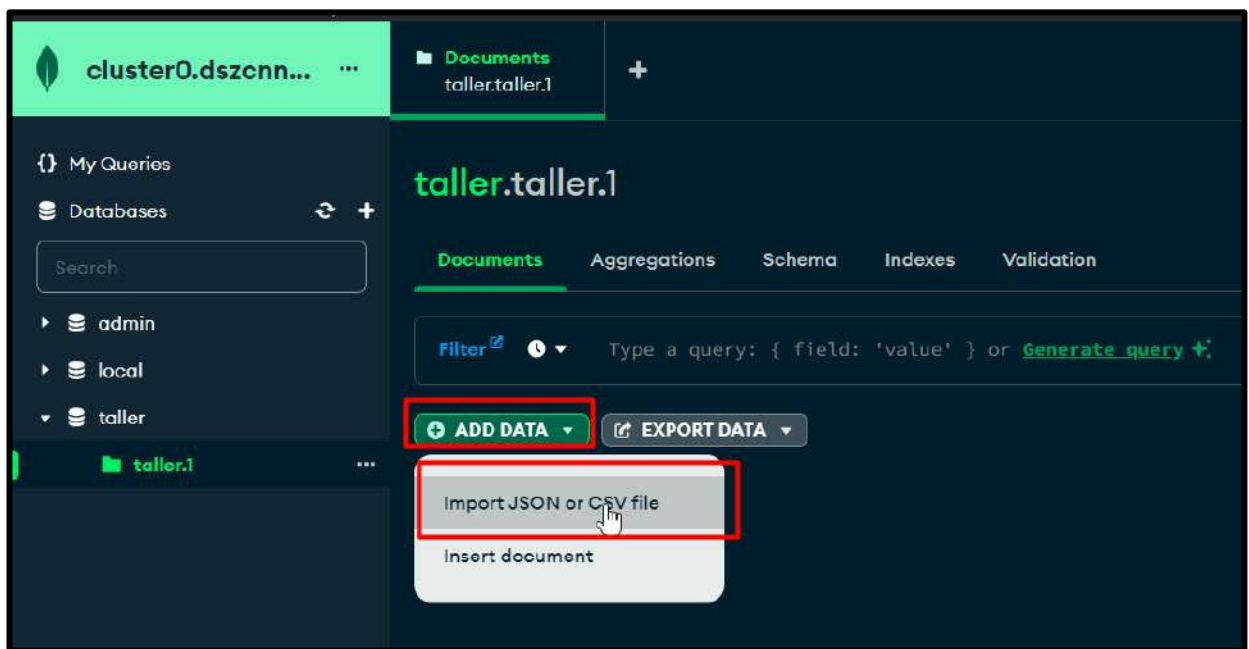 cluster0.dszcnn...
Documents
taller.taller.1
My Queries
Databases
Search
admin
local
taller
taller.1
taller.taller.1
Documents Aggregations Schema Indexes Validation
Filter Type a query: { field: 'value' } or Generate query
ADD DATA EXPORT DATA
Import JSON or CSV file
Insert document